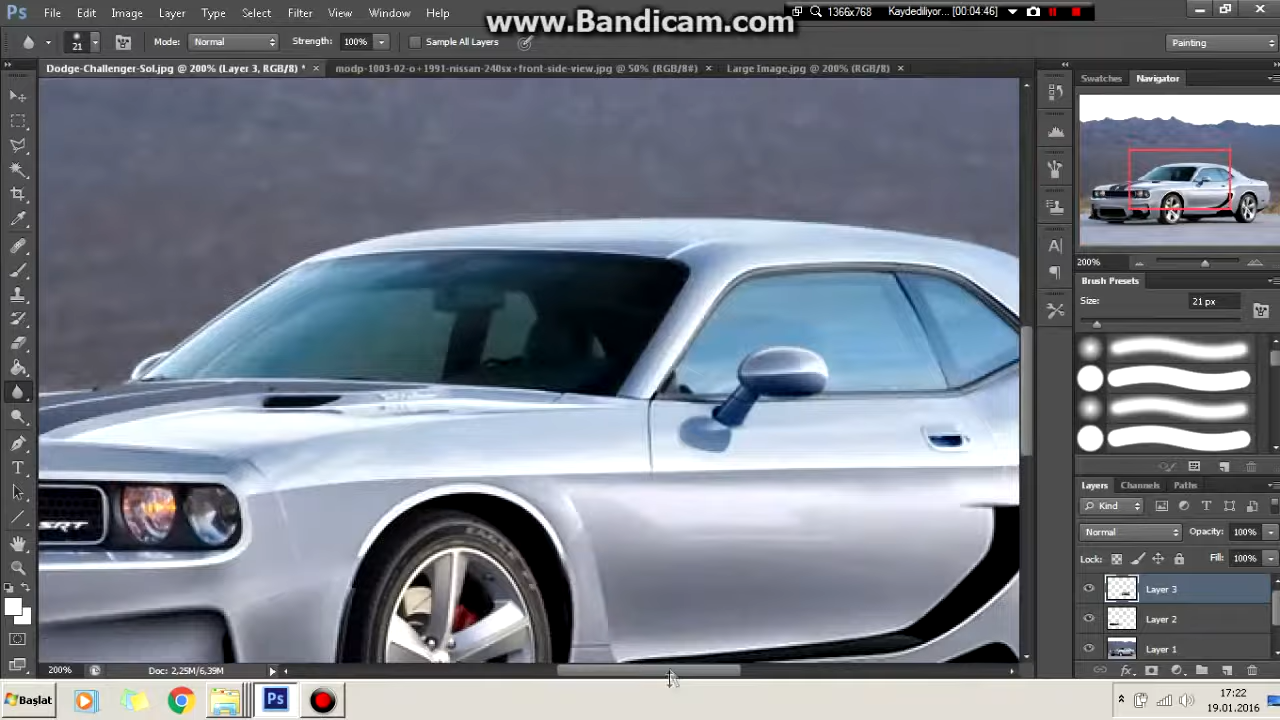 www.Bandicam.com
1366x768
Kaydediliyor...
[00:04:46]
Ps
File
Edit
Image
Layer
Type
Select
Filter
View
Window
Help
21
Mode:
Normal
Strength:
100%
Sample All Layers
Painting
Dodge-Challenger-Sol.jpg @ 200% (Layer 3, RGB/8) *
modp-1003-02-o+1991-nissan-240sx+front-side-view.jpg @ 50% (RGB/8#)
Large Image.jpg @ 200% (RGB/8)
Swatches
Navigator
200%
Brush Presets
Size:
21 px
Layers
Channels
Paths
Kind
Normal
Opacity:
100%
Lock:
Fill:
100%
Layer 3
Layer 2
Layer 1
SRT
200%
Doc: 2,25M/6,39M
Başlat
Ps
17:22
19.01.2016